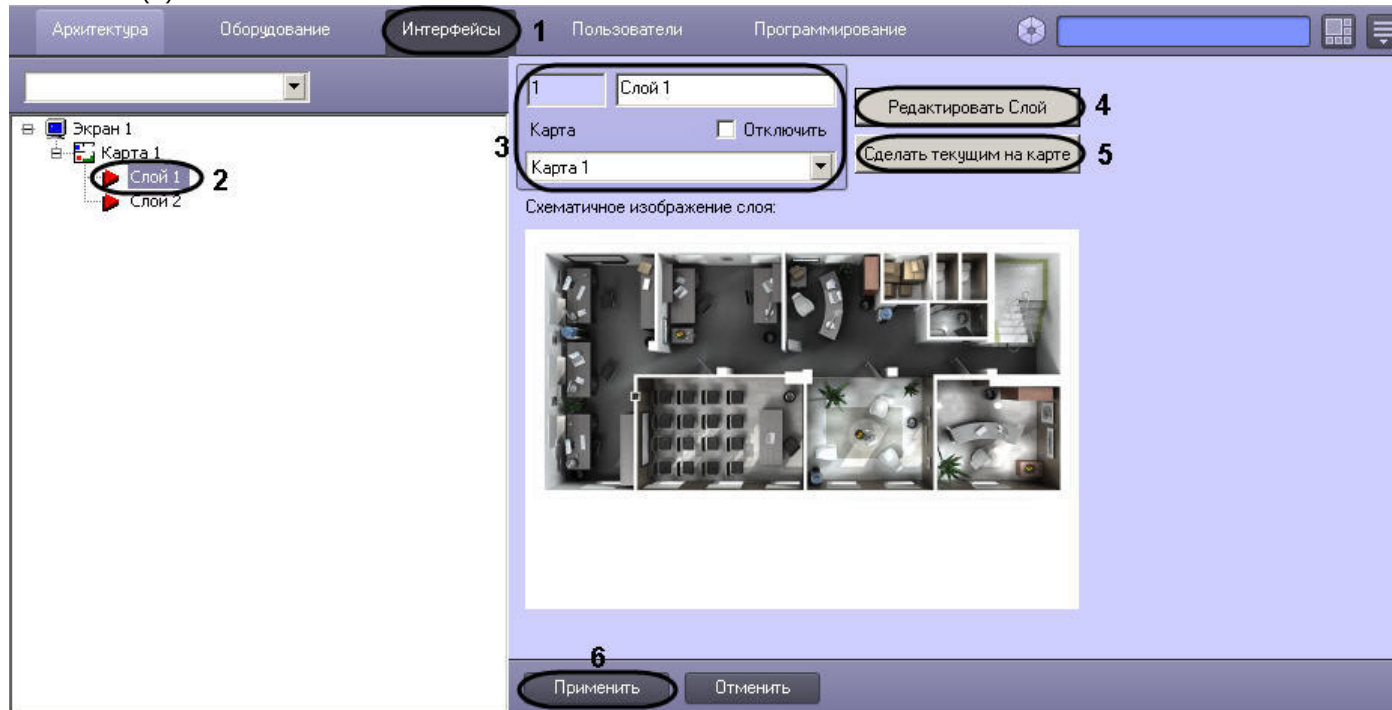 Архитектура Оборудование Интерфейсы 1 Пользователи Программирование
1 Слой 1
Редактировать Слой 4
Экран 1
3 Карта Отключить
Карта 1
Сделать текущим на карте 5
Карта 1
Слой 1 2
Слой 2
Схематичное изображение слоя:
6
Применить Отменить